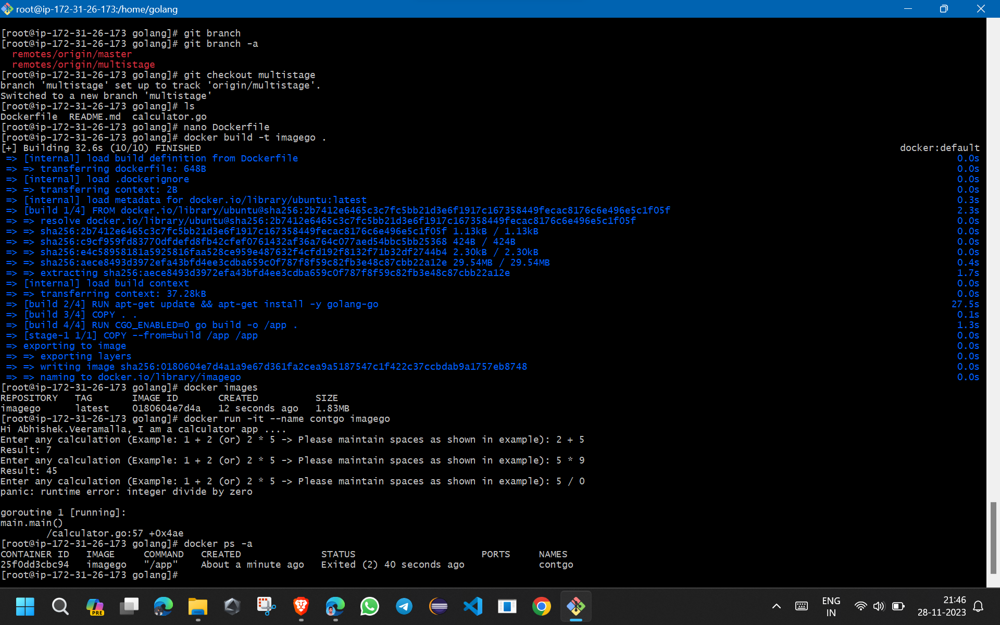 root@ip-172-31-26-173:/home/golang
[root@ip-172-31-26-173 golang]# git branch
[root@ip-172-31-26-173 golang]# git branch -a
  remotes/origin/master
  remotes/origin/multistage
[root@ip-172-31-26-173 golang]# git checkout multistage
branch 'multistage' set up to track 'origin/multistage'.
Switched to a new branch 'multistage'
[root@ip-172-31-26-173 golang]# ls
Dockerfile  README.md  calculator.go
[root@ip-172-31-26-173 golang]# nano Dockerfile
[root@ip-172-31-26-173 golang]# docker build -t imagego .
[+] Building 32.6s (10/10) FINISHED docker:default
=> [internal] load build definition from Dockerfile 0.0s
=> => transferring dockerfile: 648B 0.0s
=> [internal] load .dockerignore 0.0s
=> => transferring context: 2B 0.0s
=> [internal] load metadata for docker.io/library/ubuntu:latest 0.3s
=> [build 1/4] FROM docker.io/library/ubuntu@sha256:2b7412e6465c3c7fc5bb21d3e6f1917c167358449fecac8176c6e496e5c1f05f 2.3s
=> => resolve docker.io/library/ubuntu@sha256:2b7412e6465c3c7fc5bb21d3e6f1917c167358449fecac8176c6e496e5c1f05f 0.0s
=> => sha256:2b7412e6465c3c7fc5bb21d3e6f1917c167358449fecac8176c6e496e5c1f05f 1.13kB / 1.13kB 0.0s
=> => sha256:c9cf959fd83770dfdefd8fb42cfef0761432af36a764c077aed54bbc5bb25368 424B / 424B 0.0s
=> => sha256:e4c58958181a5925816faa528ce959e487632f4cfd192f8132f71b32df2744b4 2.30kB / 2.30kB 0.0s
=> => sha256:aece8493d3972efa43bfd4ee3cdba659c0f787f8f59c82fb3e48c87cbb22a12e 29.54MB / 29.54MB 0.4s
=> => extracting sha256:aece8493d3972efa43bfd4ee3cdba659c0f787f8f59c82fb3e48c87cbb22a12e 1.7s
=> [internal] load build context 0.0s
=> => transferring context: 37.28kB 0.0s
=> [build 2/4] RUN apt-get update && apt-get install -y golang-go 27.5s
=> [build 3/4] COPY . . 0.1s
=> [build 4/4] RUN CGO_ENABLED=0 go build -o /app . 1.3s
=> [stage-1 1/1] COPY --from=build /app /app 0.0s
=> exporting to image 0.0s
=> => exporting layers 0.0s
=> => writing image sha256:0180604e7d4a1a9e67d361fa2cea9a5187547c1f422c37ccbdab9a1757eb8748 0.0s
=> => naming to docker.io/library/imagego 0.0s
[root@ip-172-31-26-173 golang]# docker images
REPOSITORY   TAG       IMAGE ID       CREATED          SIZE
imagego      latest    0180604e7d4a   12 seconds ago   1.83MB
[root@ip-172-31-26-173 golang]# docker run -it --name contgo imagego
Hi Abhishek.Veeramalla, I am a calculator app ....
Enter any calculation (Example: 1 + 2 (or) 2 * 5 -> Please maintain spaces as shown in example): 2 + 5
Result: 7
Enter any calculation (Example: 1 + 2 (or) 2 * 5 -> Please maintain spaces as shown in example): 5 * 9
Result: 45
Enter any calculation (Example: 1 + 2 (or) 2 * 5 -> Please maintain spaces as shown in example): 5 / 0
panic: runtime error: integer divide by zero
goroutine 1 [running]:
main.main()
        /calculator.go:57 +0x4ae
[root@ip-172-31-26-173 golang]# docker ps -a
CONTAINER ID   IMAGE     COMMAND   CREATED              STATUS                      PORTS     NAMES
25f0dd3cbc94   imagego   "/app"    About a minute ago   Exited (2) 40 seconds ago             contgo
[root@ip-172-31-26-173 golang]#
PRE
ENG
IN
21:46
28-11-2023